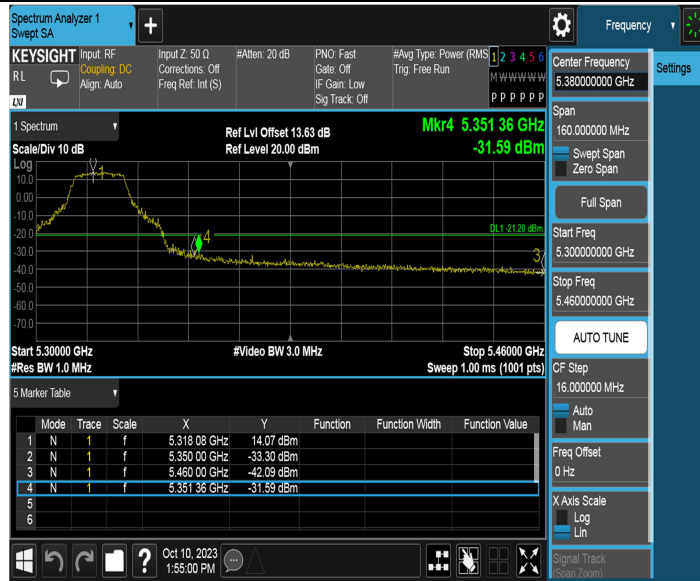 Spectrum Analyzer 1
Swept SA
+
Frequency
KEYSIGHT
RL
LXI
Input: RF
Coupling: DC
Align: Auto
Input Z: 50 Ω
Corrections: Off
Freq Ref: Int (S)
#Atten: 20 dB
PNO: Fast
Gate: Off
IF Gain: Low
Sig Track: Off
#Avg Type: Power (RMS
Trig: Free Run
1 2 3 4 5 6
M W W W W W
P P P P P P
1 Spectrum
Scale/Div 10 dB
Ref Lvl Offset 13.63 dB
Ref Level 20.00 dBm
Mkr4 5.351 36 GHz
-31.59 dBm
Log
10.0
0.00
-10.0
-20.0
-30.0
-40.0
-50.0
-60.0
-70.0
1
4
3
DL1 -21.20 dBm
Start 5.30000 GHz
#Video BW 3.0 MHz
Stop 5.46000 GHz
#Res BW 1.0 MHz
Sweep 1.00 ms (1001 pts)
5 Marker Table
Mode Trace Scale X Y Function Function Width Function Value
1 N 1 f 5.318 08 GHz 14.07 dBm
2 N 1 f 5.350 00 GHz -33.30 dBm
3 N 1 f 5.460 00 GHz -42.09 dBm
4 N 1 f 5.351 36 GHz -31.59 dBm
5
6
?
Oct 10, 2023
1:55:00 PM
Center Frequency
5.380000000 GHz
Settings
Span
160.000000 MHz
Swept Span
Zero Span
Full Span
Start Freq
5.300000000 GHz
Stop Freq
5.460000000 GHz
AUTO TUNE
CF Step
16.000000 MHz
Auto
Man
Freq Offset
0 Hz
X Axis Scale
Log
Lin
Signal Track
(Span Zoom)